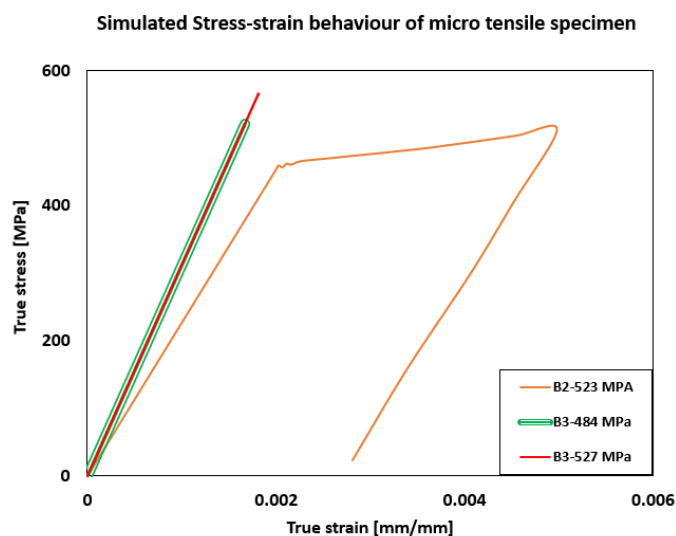 Simulated Stress-strain behaviour of micro tensile specimen
600
400
200
0
True stress [MPa]
0
0.002
0.004
0.006
True strain [mm/mm]
B2-523 MPA
B3-484 MPa
B3-527 MPa